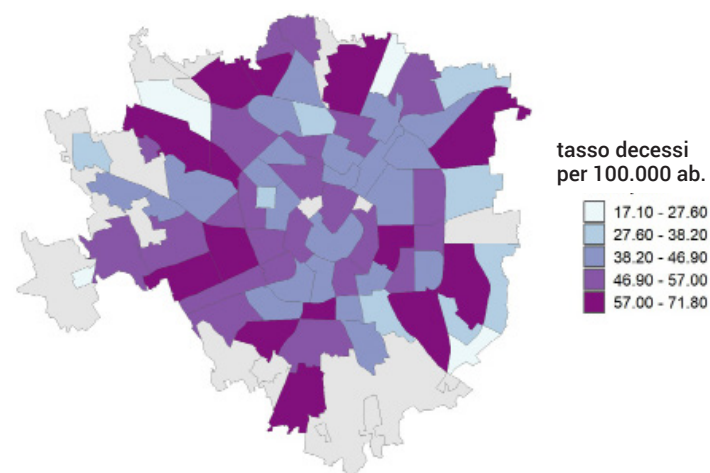 tasso decessi
per 100.000 ab.
17.10 - 27.60
27.60 - 38.20
38.20 - 46.90
46.90 - 57.00
57.00 - 71.80